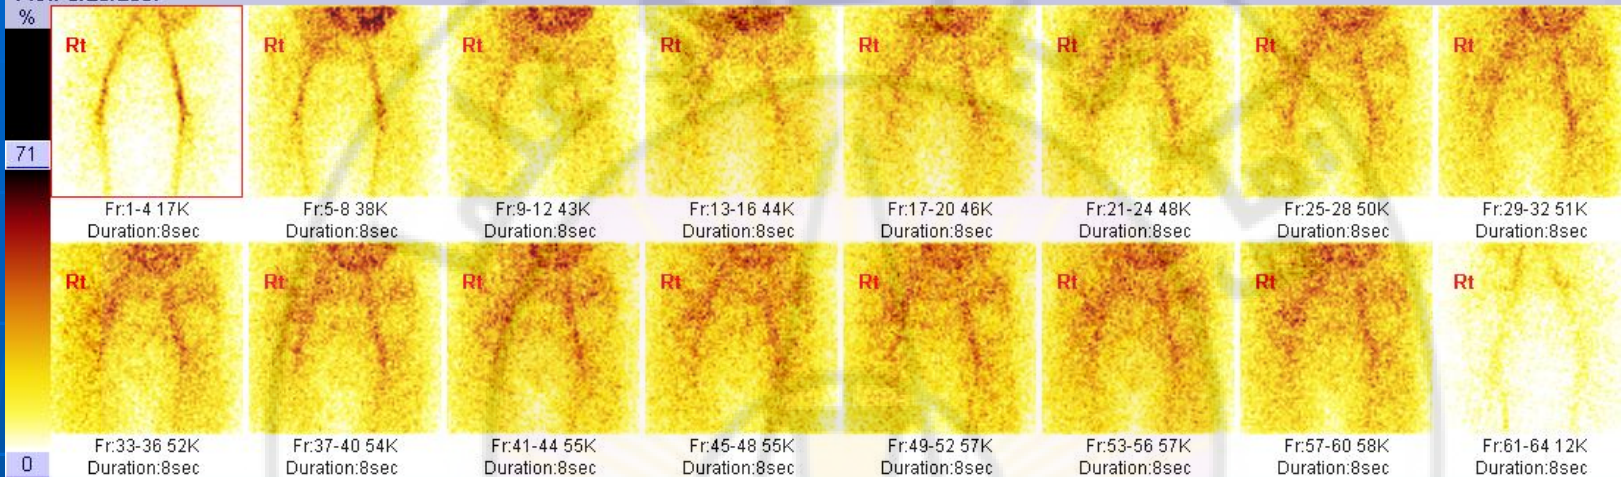 %
71
0
Rt
Rt
Rt
Rt
Rt
Rt
Rt
Rt
Fr:1-4 17K
Duration:8sec
Fr:5-8 38K
Duration:8sec
Fr:9-12 43K
Duration:8sec
Fr:13-16 44K
Duration:8sec
Fr:17-20 46K
Duration:8sec
Fr:21-24 48K
Duration:8sec
Fr:25-28 50K
Duration:8sec
Fr:29-32 51K
Duration:8sec
Rt
Rt
Rt
Rt
Rt
Rt
Rt
Rt
Fr:33-36 52K
Duration:8sec
Fr:37-40 54K
Duration:8sec
Fr:41-44 55K
Duration:8sec
Fr:45-48 55K
Duration:8sec
Fr:49-52 57K
Duration:8sec
Fr:53-56 57K
Duration:8sec
Fr:57-60 58K
Duration:8sec
Fr:61-64 12K
Duration:8sec